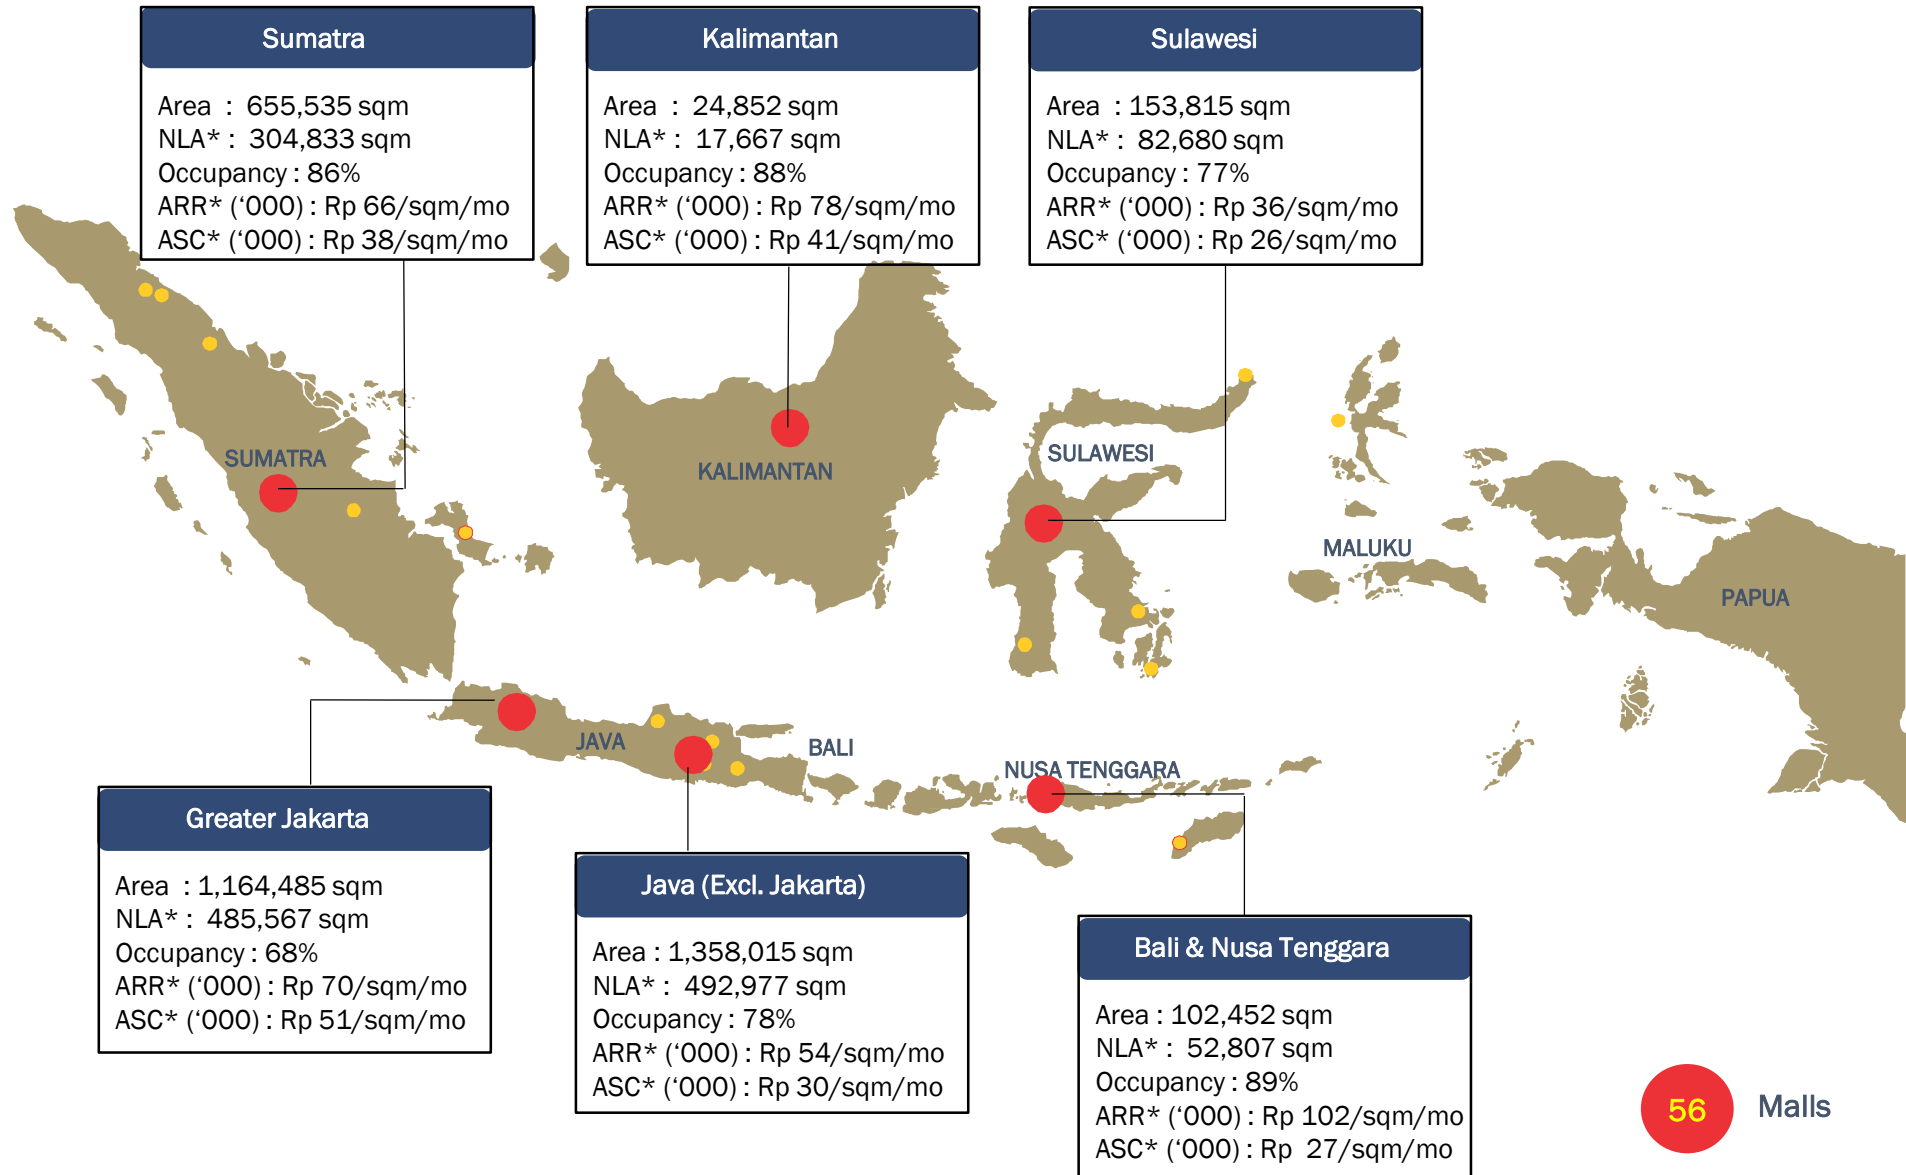 Sumatra
Area : 655,535 sqm
NLA* : 304,833 sqm
Occupancy : 86%
ARR* (‘000) : Rp 66/sqm/mo
ASC* (‘000) : Rp 38/sqm/mo
Kalimantan
Area : 24,852 sqm
NLA* : 17,667 sqm
Occupancy : 88%
ARR* (‘000) : Rp 78/sqm/mo
ASC* (‘000) : Rp 41/sqm/mo
Sulawesi
Area : 153,815 sqm
NLA* : 82,680 sqm
Occupancy : 77%
ARR* (‘000) : Rp 36/sqm/mo
ASC* (‘000) : Rp 26/sqm/mo
SUMATRA
KALIMANTAN
SULAWESI
MALUKU
PAPUA
JAVA
BALI
NUSA TENGGARA
Greater Jakarta
Area : 1,164,485 sqm
NLA* : 485,567 sqm
Occupancy : 68%
ARR* (‘000) : Rp 70/sqm/mo
ASC* (‘000) : Rp 51/sqm/mo
Java (Excl. Jakarta)
Area : 1,358,015 sqm
NLA* : 492,977 sqm
Occupancy : 78%
ARR* (‘000) : Rp 54/sqm/mo
ASC* (‘000) : Rp 30/sqm/mo
Bali & Nusa Tenggara
Area : 102,452 sqm
NLA* : 52,807 sqm
Occupancy : 89%
ARR* (‘000) : Rp 102/sqm/mo
ASC* (‘000) : Rp 27/sqm/mo
56 Malls